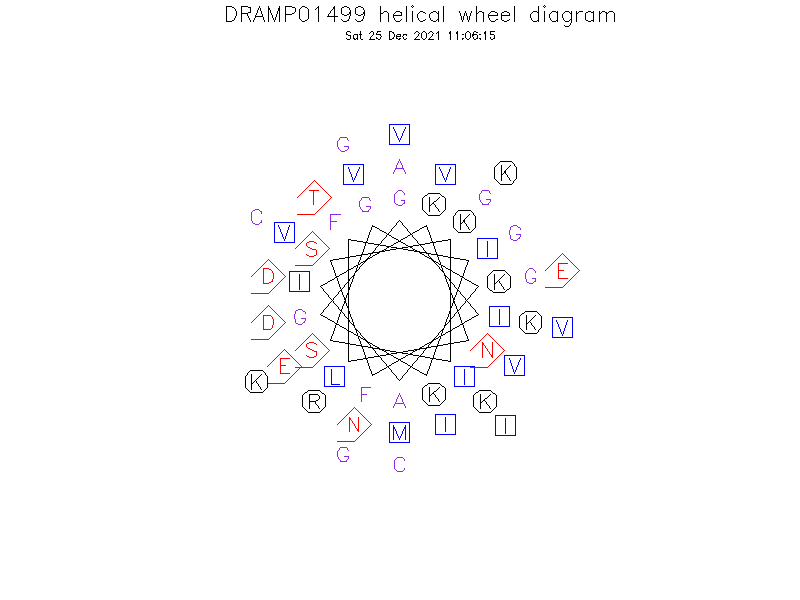 DRAMP01499 helical wheel diagram
Sat 25 Dec 2021 11:06:15
V
G
A
V V K
T G G K G
C F K
V G
S I
D I K G E
D G I K V
S N
E V
K L I
R F A K K
N M I I
G
C